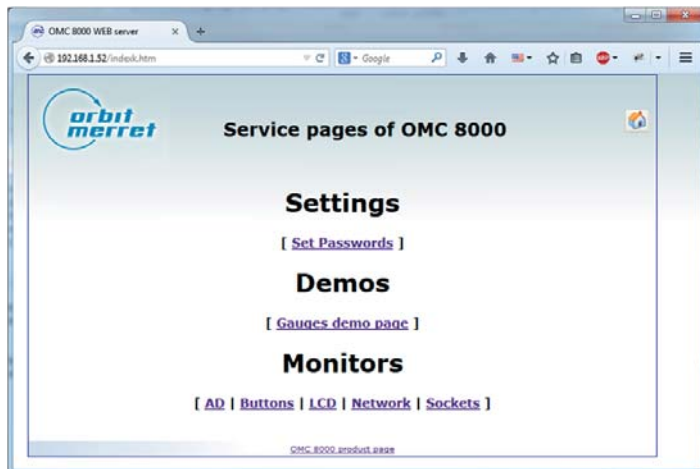 OMC 8000 WEB server
192.168.1.52/indexk.htm
Google
orbit
merret
Service pages of OMC 8000
Settings
[ Set Passwords ]
Demos
[ Gauges demo page ]
Monitors
[ AD | Buttons | LCD | Network | Sockets ]
OMC 8000 product page